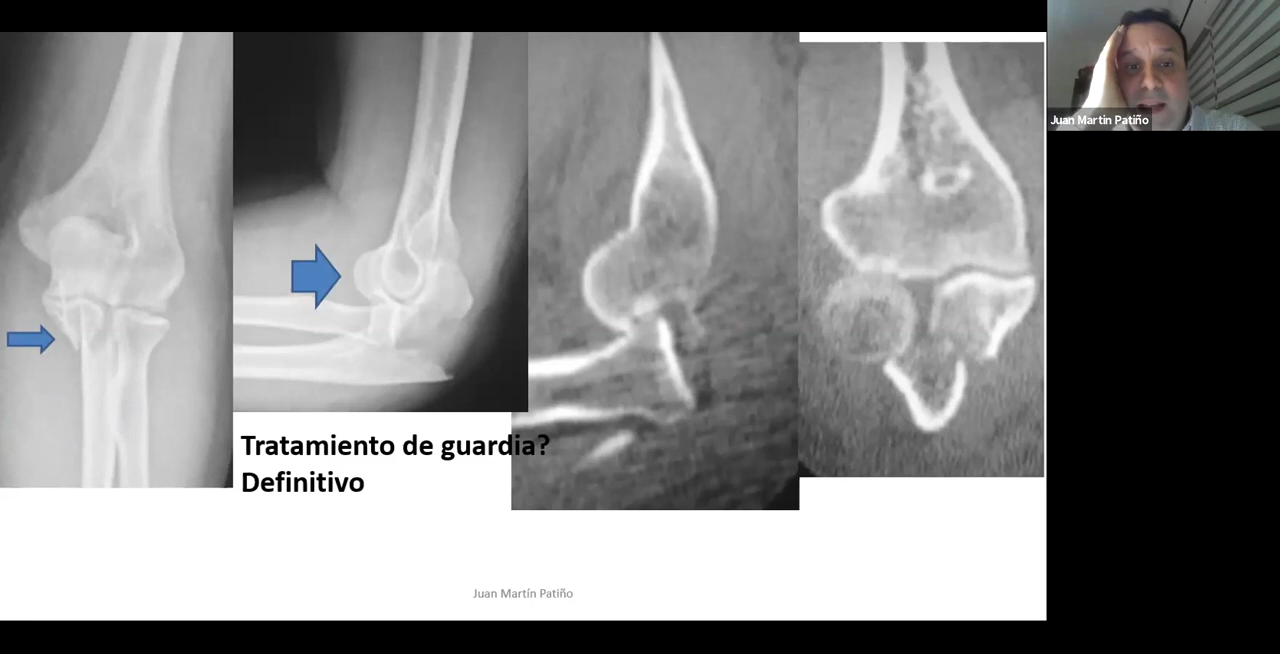 Juan Martin Patiño
Tratamiento de guardia?
Definitivo
Juan Martín Patiño